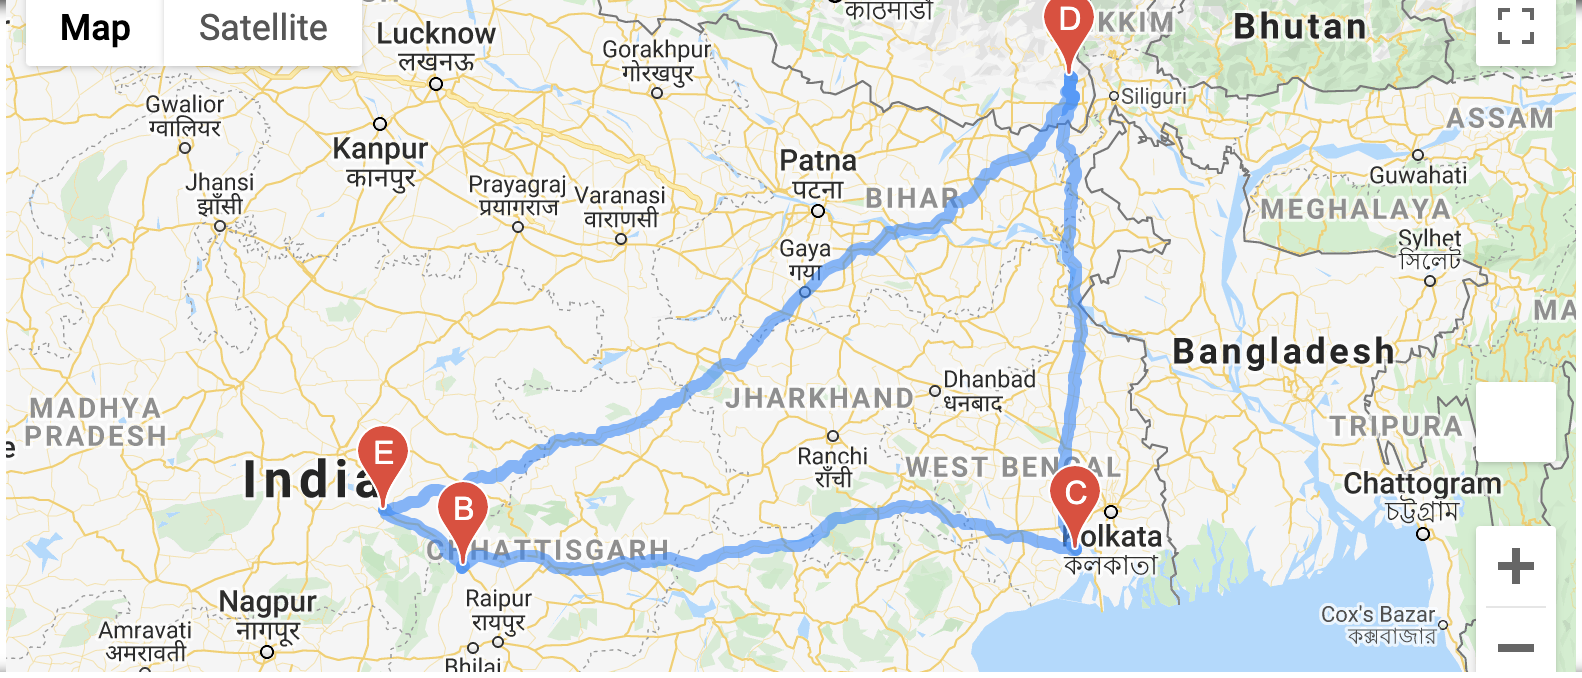 Map
Satellite
Lucknow
लखनऊ
Gorakhpur
गोरखपुर
काठमाडौं
D
KKIM
Bhutan
Siliguri
ASSAM
Gwalior
ग्वालियर
Kanpur
कानपुर
Guwahati
Jhansi
झाँसी
Prayagraj
प्रयागराज
Varanasi
वाराणसी
Patna
पटना
BIHAR
MEGHALAYA
Sylhet
সিলেট
Gaya
गया
MA
Bangladesh
Dhanbad
धनबाद
JHARKHAND
MADHYA
PRADESH
TRIPURA
e
E
India
Ranchi
राँची
WEST BENGAL
C
B
Chattogram
চট্টগ্রাম
Kolkata
কলকাতা
CHHATTISGARH
Nagpur
नागपूर
Raipur
रायपुर
Amravati
अमरावती
Bhilai
Cox's Bazar
কক্সবাজার